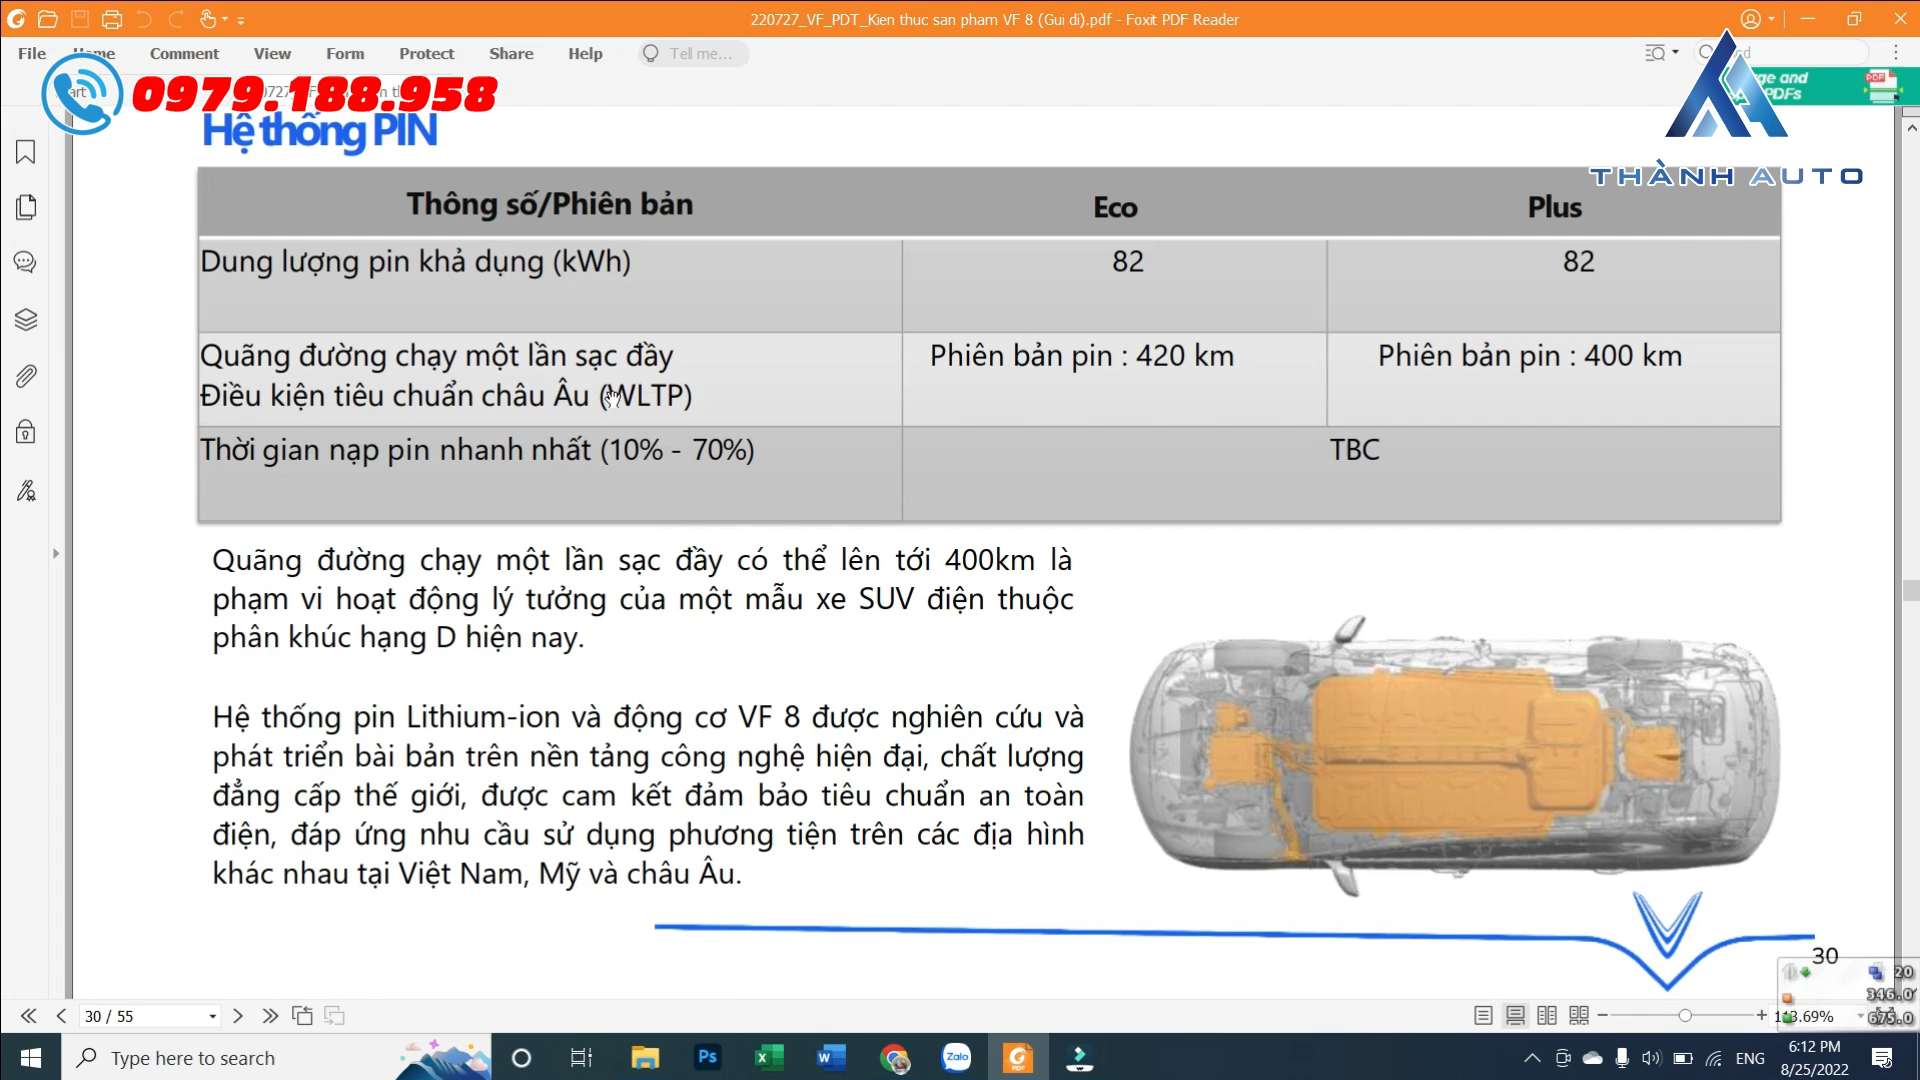 220727_VF_PDT_Kien thuc san pham VF 8 (Gui di).pdf - Foxit PDF Reader
File Home Comment View Form Protect Share Help Tell me...
0979.188.958
PDFs
THÀNH AUTO
Hệ thống PIN
Thông số/Phiên bản Eco Plus
Dung lượng pin khả dụng (kWh) 82 82
Quãng đường chạy một lần sạc đầy Phiên bản pin : 420 km Phiên bản pin : 400 km
Điều kiện tiêu chuẩn châu Âu (WLTP)
Thời gian nạp pin nhanh nhất (10% - 70%) TBC
Quãng đường chạy một lần sạc đầy có thể lên tới 400km là
phạm vi hoạt động lý tưởng của một mẫu xe SUV điện thuộc
phân khúc hạng D hiện nay.
Hệ thống pin Lithium-ion và động cơ VF 8 được nghiên cứu và
phát triển bài bản trên nền tảng công nghệ hiện đại, chất lượng
đẳng cấp thế giới, được cam kết đảm bảo tiêu chuẩn an toàn
điện, đáp ứng nhu cầu sử dụng phương tiện trên các địa hình
khác nhau tại Việt Nam, Mỹ và châu Âu.
30
20
346.0
675.0
30 / 55
Type here to search
Ps
Zalo
ENG
6:12 PM
8/25/2022